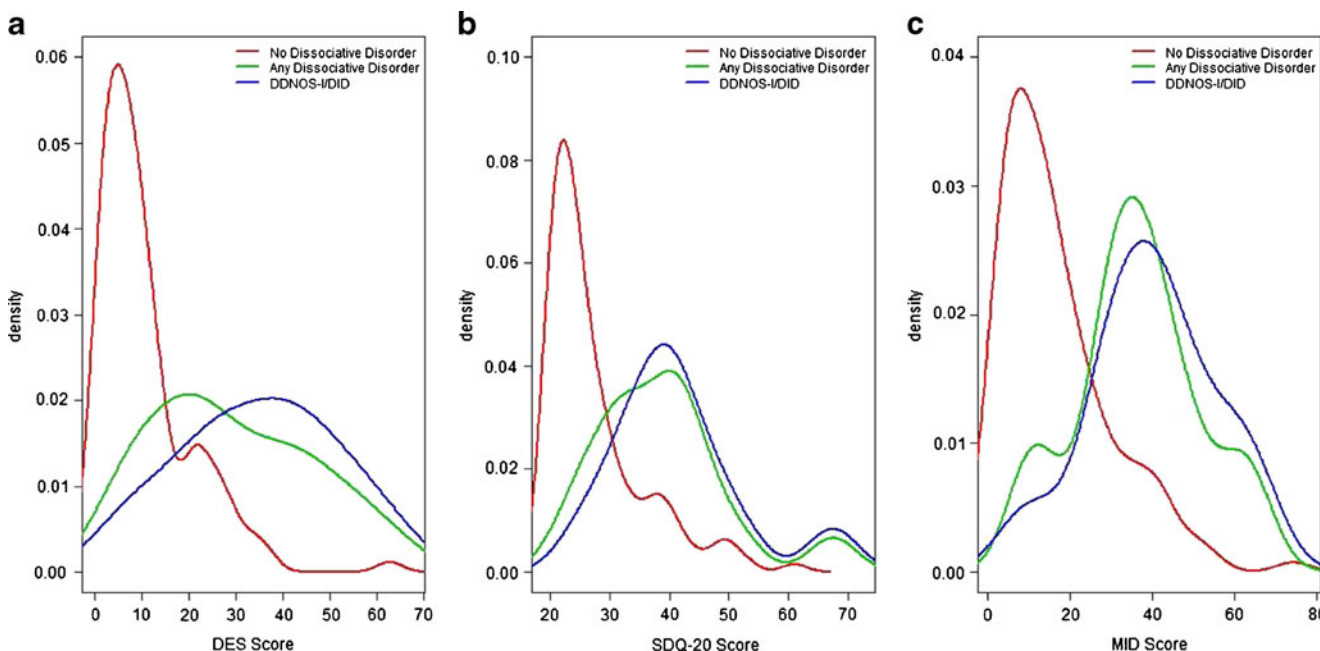 a
No Dissociative Disorder
Any Dissociative Disorder
DDNOS-I/DID
0.06
0.05
0.04
0.03
0.02
0.01
0.00
density
0 10 20 30 40 50 60 70
DES Score
b
No Dissociative Disorder
Any Dissociative Disorder
DDNOS-I/DID
0.10
0.08
0.06
0.04
0.02
0.00
density
20 30 40 50 60 70
SDQ-20 Score
c
No Dissociative Disorder
Any Dissociative Disorder
DDNOS-I/DID
0.04
0.03
0.02
0.01
0.00
density
0 20 40 60 80
MID Score